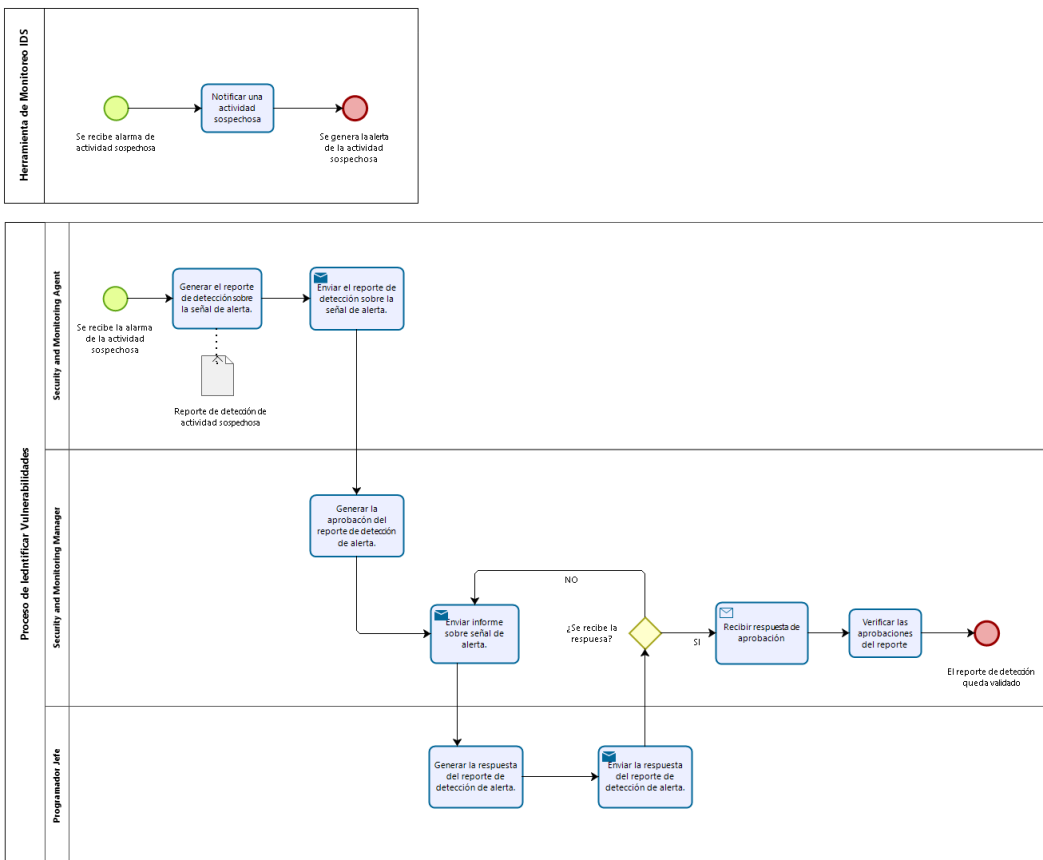 Herramienta de Monitoreo IDS
Notificar una
actividad
sospechosa
Se recibe alarma de
actividad sospechosa
Se genera la alerta
de la actividad
sospechosa
Proceso de Iedntificar Vulnerabilidades
Security and Monitoring Agent
Generar el reporte
de detección sobre
la señal de alerta.
Enviar el reporte de
detección sobre la
señal de alerta.
Se recibe la alarma
de la actividad
sospechosa
Reporte de detección de
actividad sospechosa
Security and Monitoring Manager
Generar la
aprobacón del
reporte de detección
de alerta.
NO
Enviar informe
sobre señal de
alerta.
¿Se recibe la
respuesa?
SI
Recibir respuesta de
aprobación
Verificar las
aprobaciones
del reporte
El reporte de detección
queda validado
Programador Jefe
Generar la respuesta
del reporte de
detección de alerta.
Enviar la respuesta
del reporte de
detección de alerta.